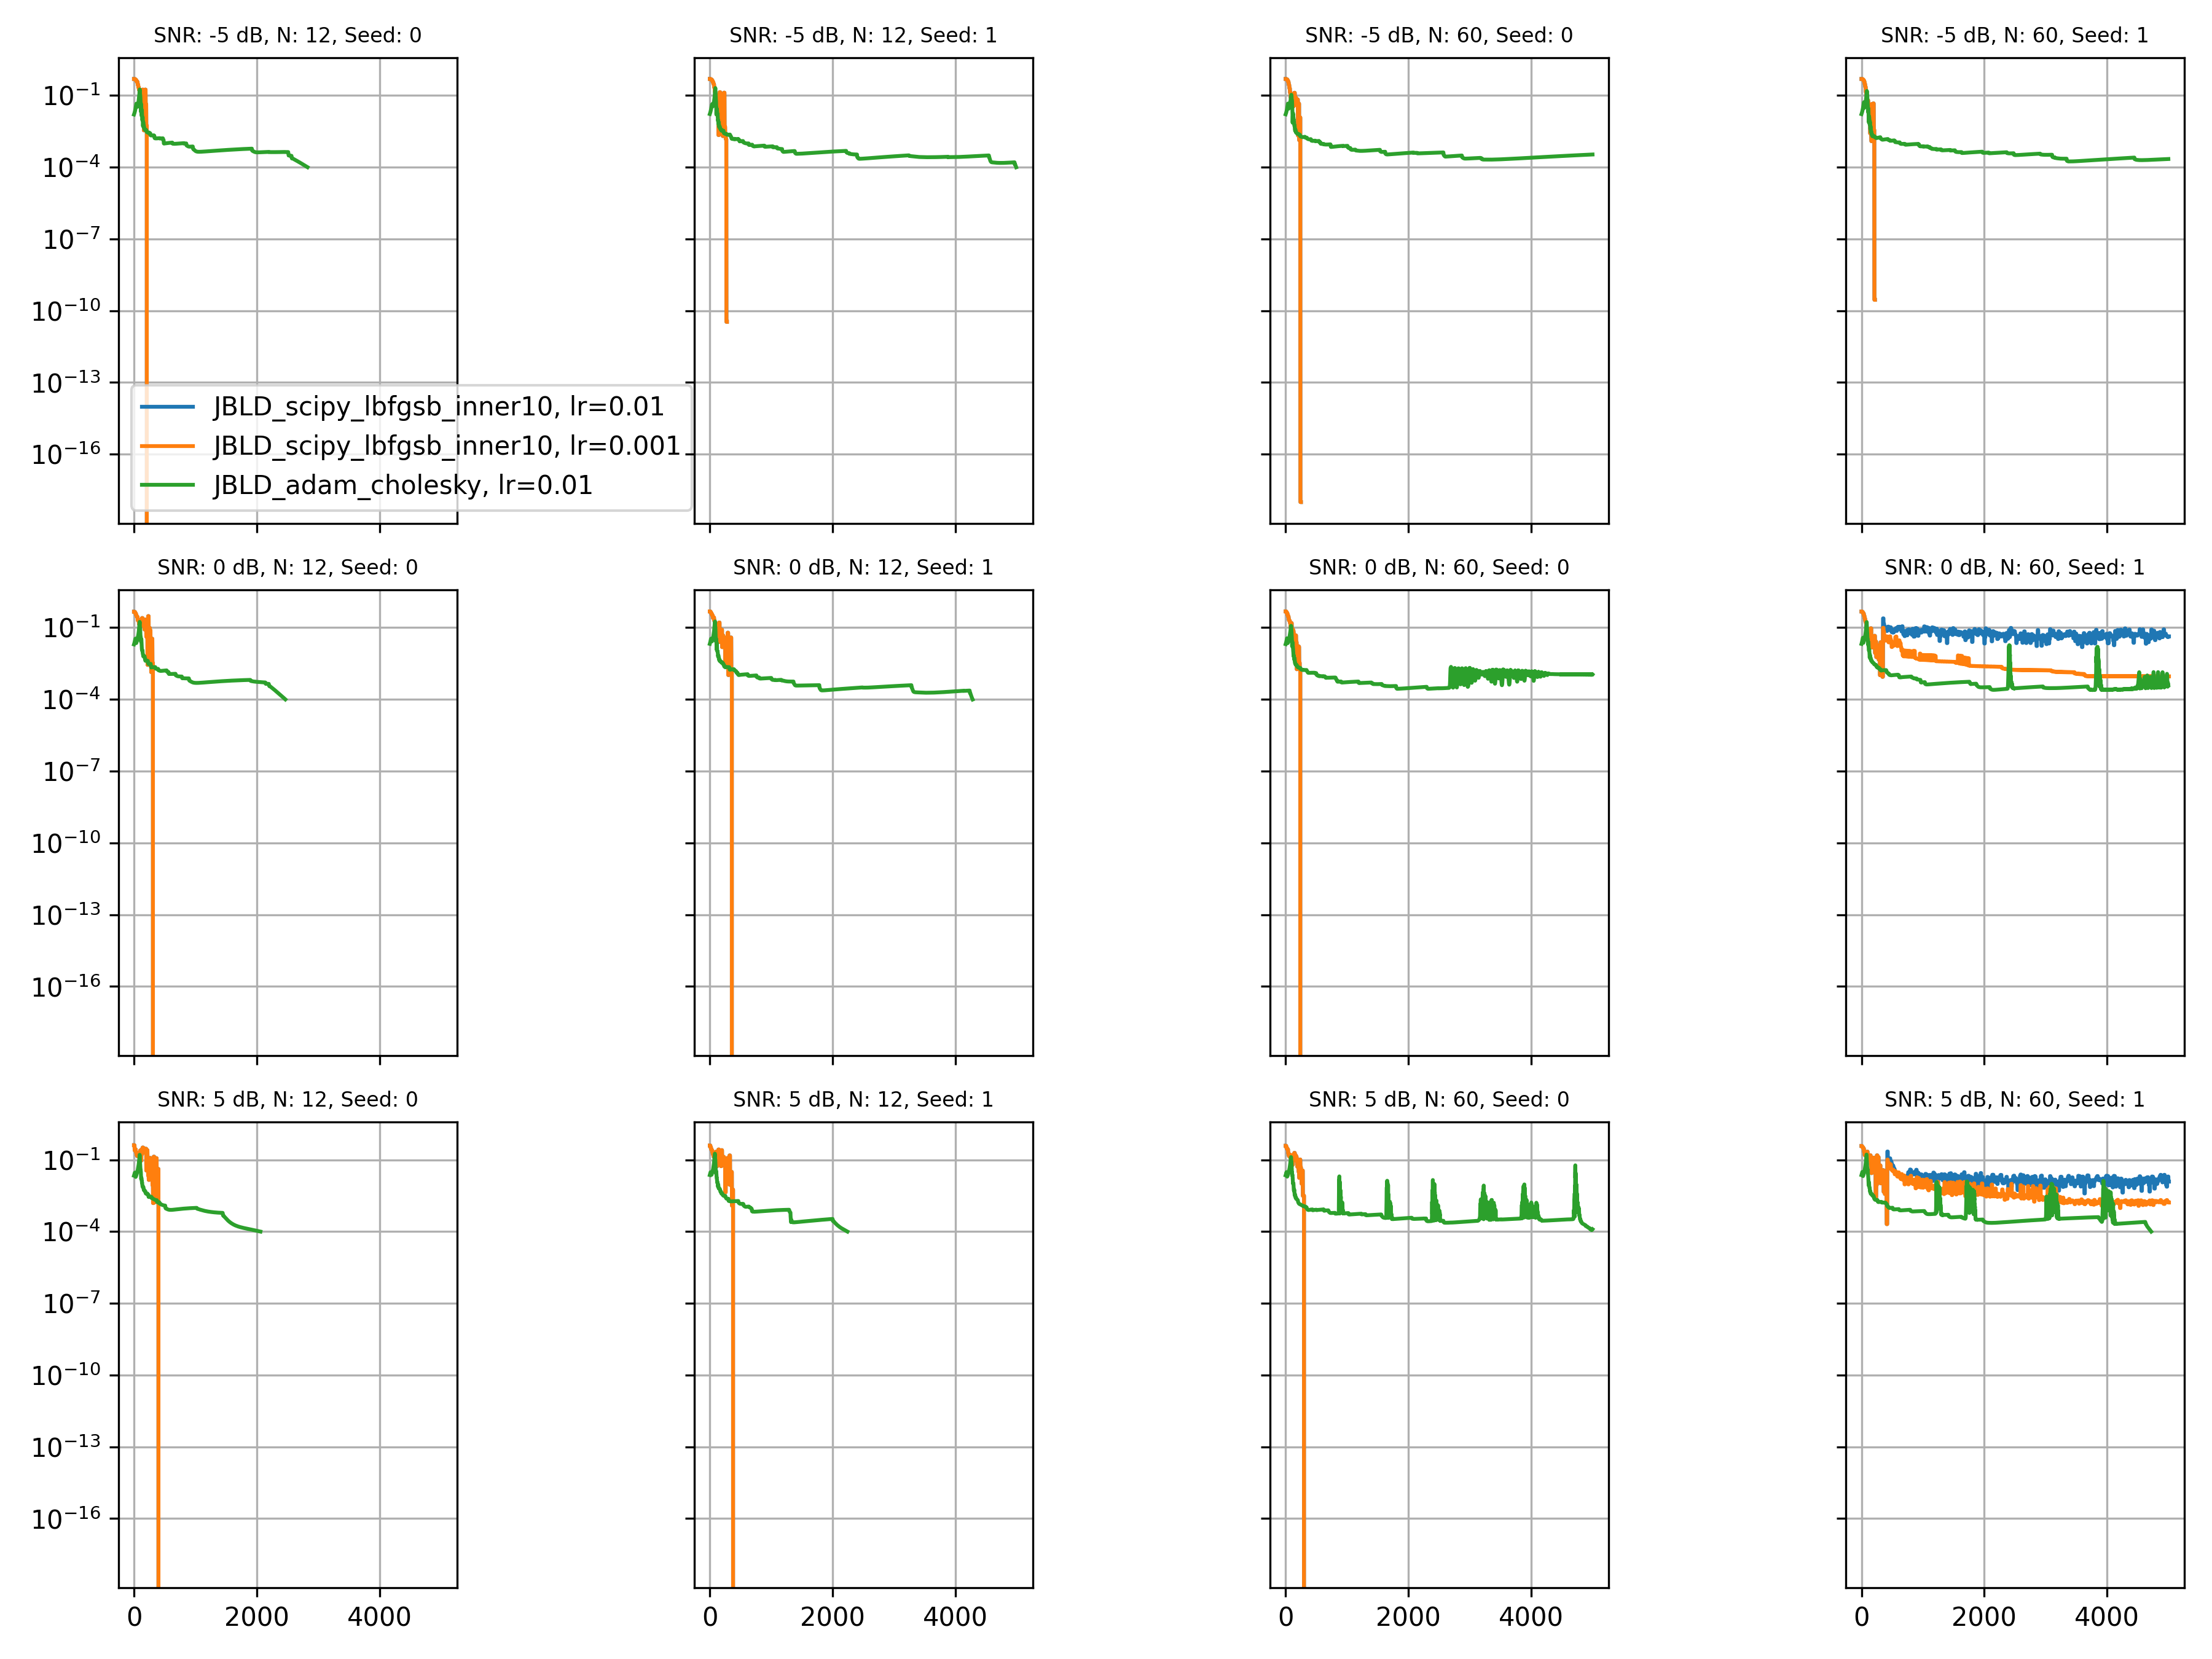 SNR: -5 dB, N: 12, Seed: 0
SNR: -5 dB, N: 12, Seed: 1
SNR: -5 dB, N: 60, Seed: 0
SNR: -5 dB, N: 60, Seed: 1
10⁻¹
10⁻⁴
10⁻⁷
10⁻¹⁰
10⁻¹³
10⁻¹⁶
JBLD_scipy_lbfgsb_inner10, lr=0.01
JBLD_scipy_lbfgsb_inner10, lr=0.001
JBLD_adam_cholesky, lr=0.01
SNR: 0 dB, N: 12, Seed: 0
SNR: 0 dB, N: 12, Seed: 1
SNR: 0 dB, N: 60, Seed: 0
SNR: 0 dB, N: 60, Seed: 1
10⁻¹
10⁻⁴
10⁻⁷
10⁻¹⁰
10⁻¹³
10⁻¹⁶
SNR: 5 dB, N: 12, Seed: 0
SNR: 5 dB, N: 12, Seed: 1
SNR: 5 dB, N: 60, Seed: 0
SNR: 5 dB, N: 60, Seed: 1
10⁻¹
10⁻⁴
10⁻⁷
10⁻¹⁰
10⁻¹³
10⁻¹⁶
0 2000 4000
0 2000 4000
0 2000 4000
0 2000 4000